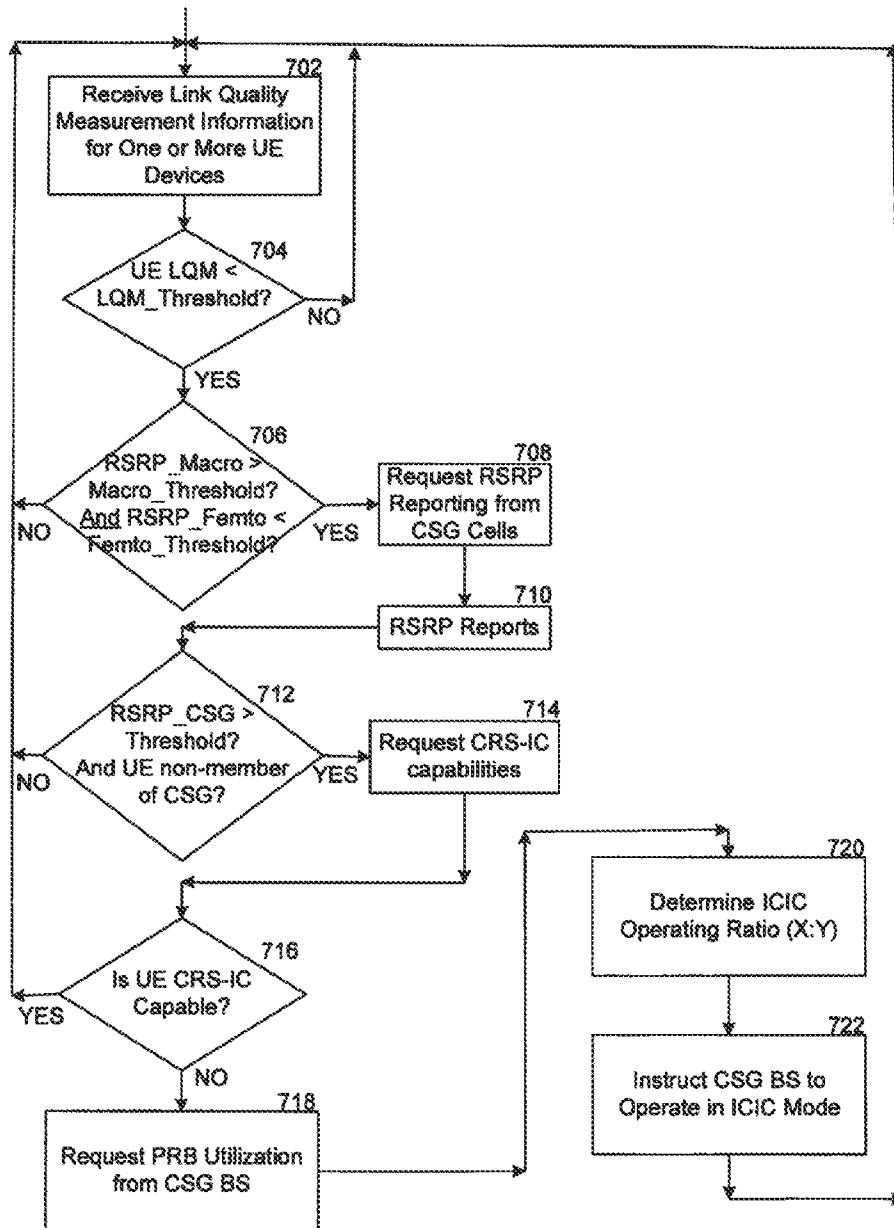 702
Receive Link Quality
Measurement Information
for One or More UE
Devices
704
UE LQM <
LQM_Threshold?
NO
YES
706
RSRP_Macro >
Macro_Threshold?
And RSRP_Femto <
Femto_Threshold?
NO
YES
708
Request RSRP
Reporting from
CSG Cells
710
RSRP Reports
712
RSRP_CSG >
Threshold?
And UE non-member
of CSG?
NO
YES
714
Request CRS-IC
capabilities
716
Is UE CRS-IC
Capable?
YES
NO
718
Request PRB Utilization
from CSG BS
720
Determine ICIC
Operating Ratio (X:Y)
722
Instruct CSG BS to
Operate in ICIC Mode